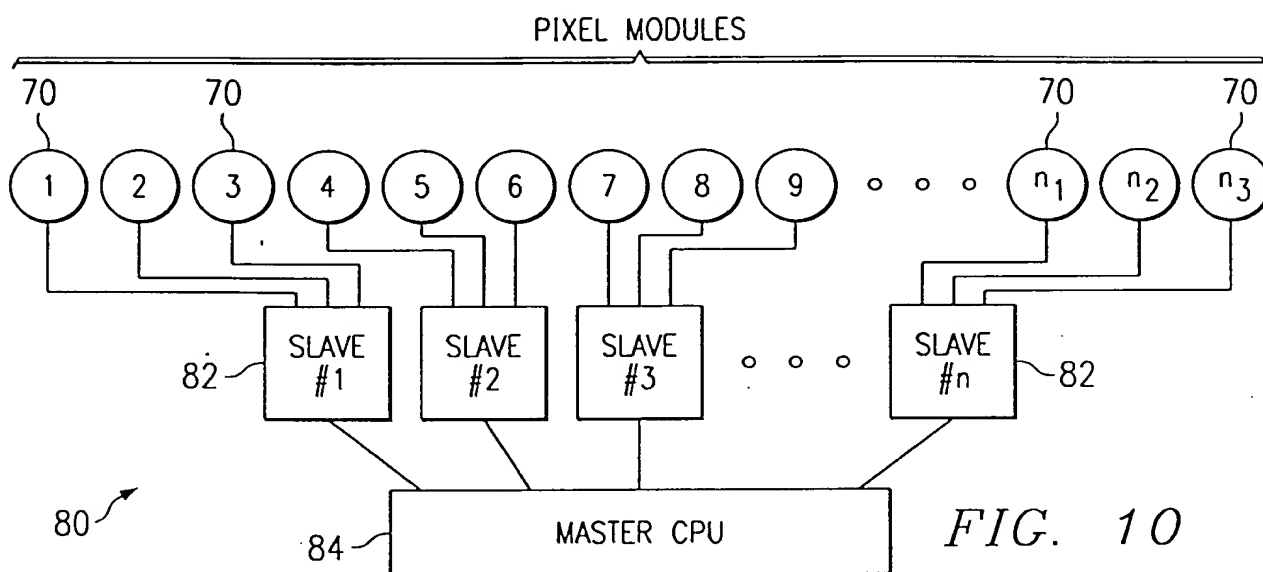 PIXEL MODULES
70 70 70 70
1 2 3 4 5 6 7 8 9 n1 n2 n3
82 SLAVE #1 SLAVE #2 SLAVE #3 SLAVE #n 82
80 84 MASTER CPU FIG. 10